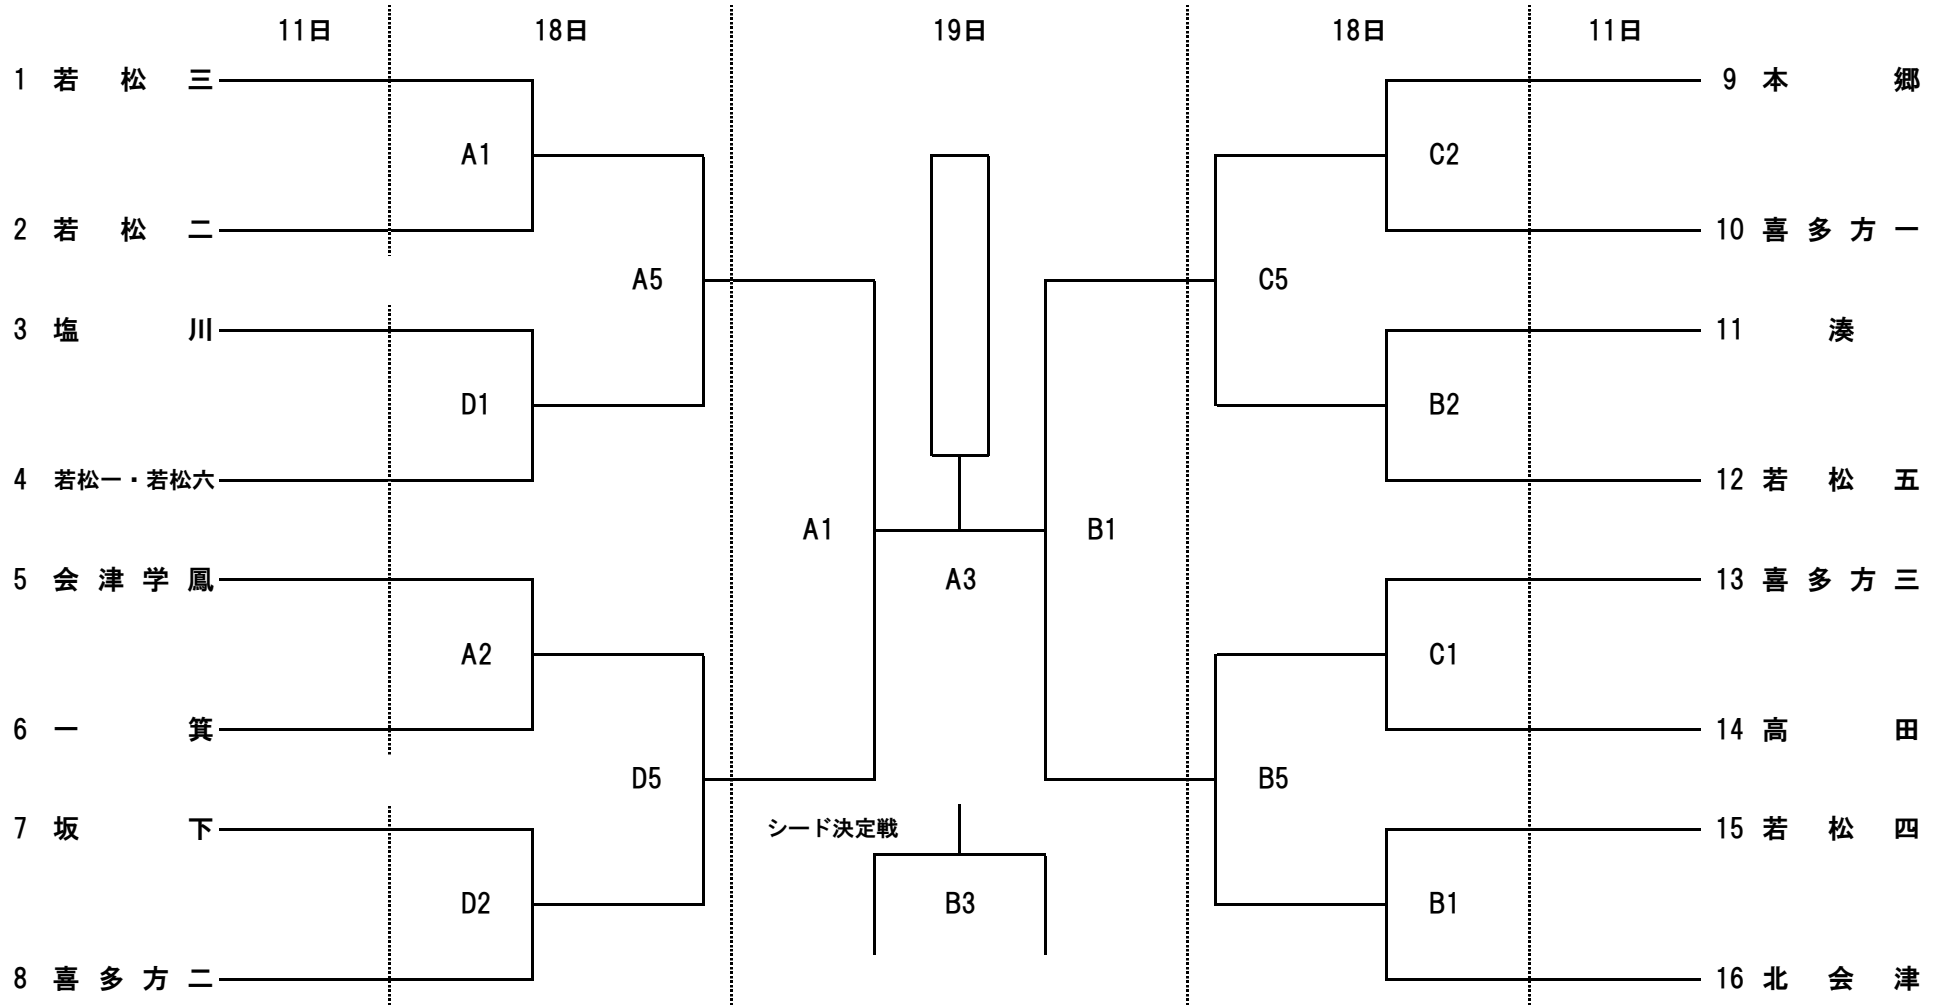 11日 18日 19日 18日 11日
1 若松三 9 本郷
A1 C2
2 若松二 10 喜多方一
A5 C5
3 塩川 11 湊
D1 B2
4 若松一・若松六 12 若松五
A1 B1
5 会津学鳳 A3 13 喜多方三
A2 C1
6 一箕 14 高田
D5 B5
7 坂下 シード決定戦 15 若松四
D2 B3 B1
8 喜多方二 16 北会津